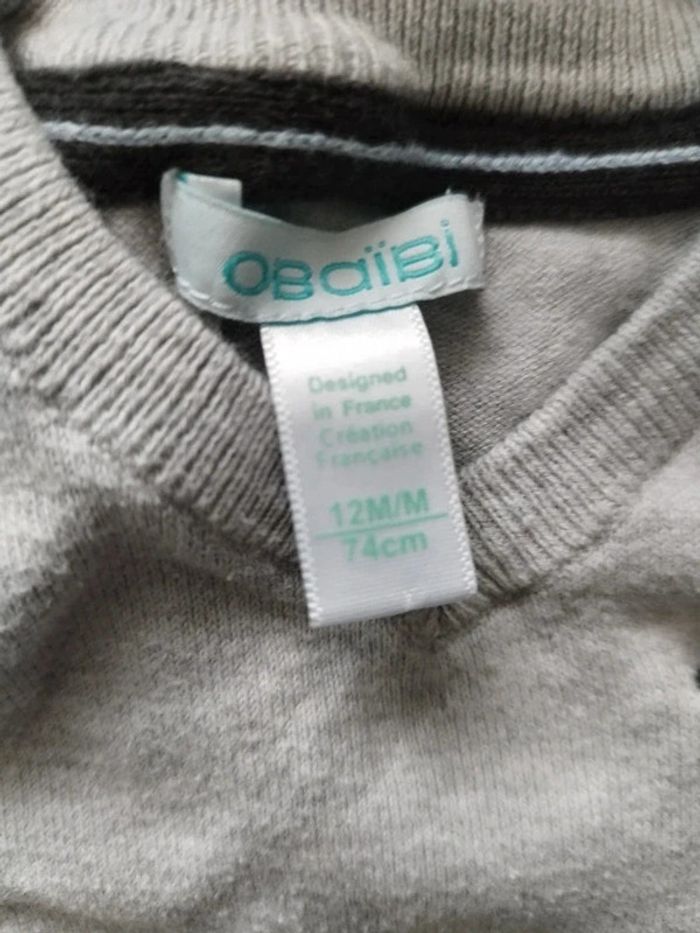 OBaïBi
Designed
in France
Création
Française
12M/M
74cm